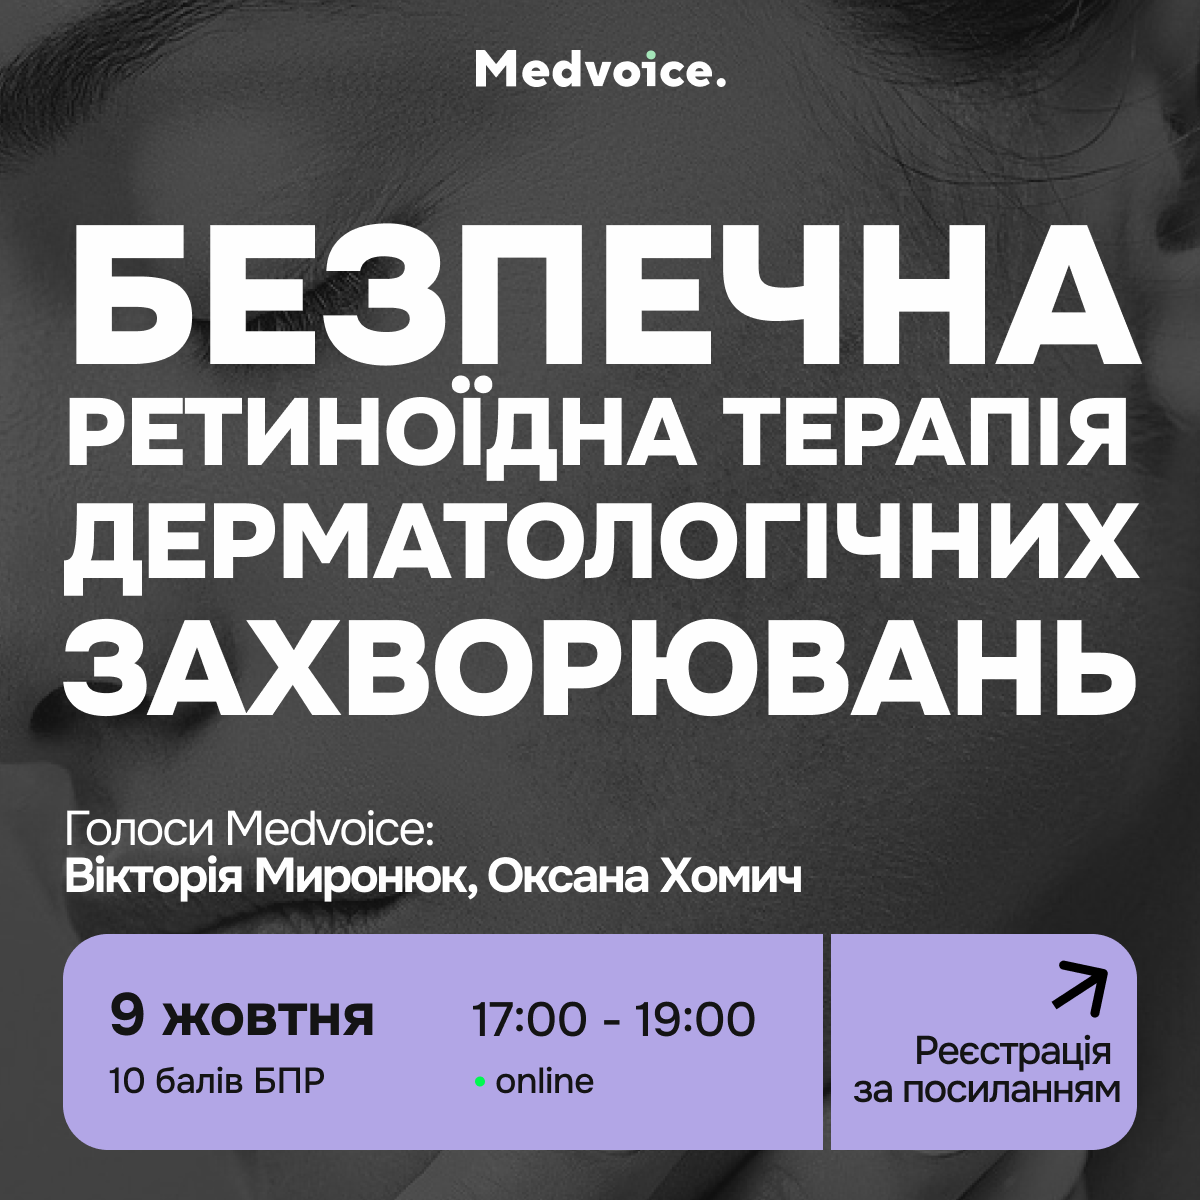 Medvoice.
БЕЗПЕЧНА
РЕТИНОЇДНА ТЕРАПІЯ
ДЕРМАТОЛОГІЧНИХ
ЗАХВОРЮВАНЬ
Голоси Medvoice:
Вікторія Миронюк, Оксана Хомич
9 жовтня
10 балів БПР
17:00 - 19:00
• online
Реєстрація
за посиланням